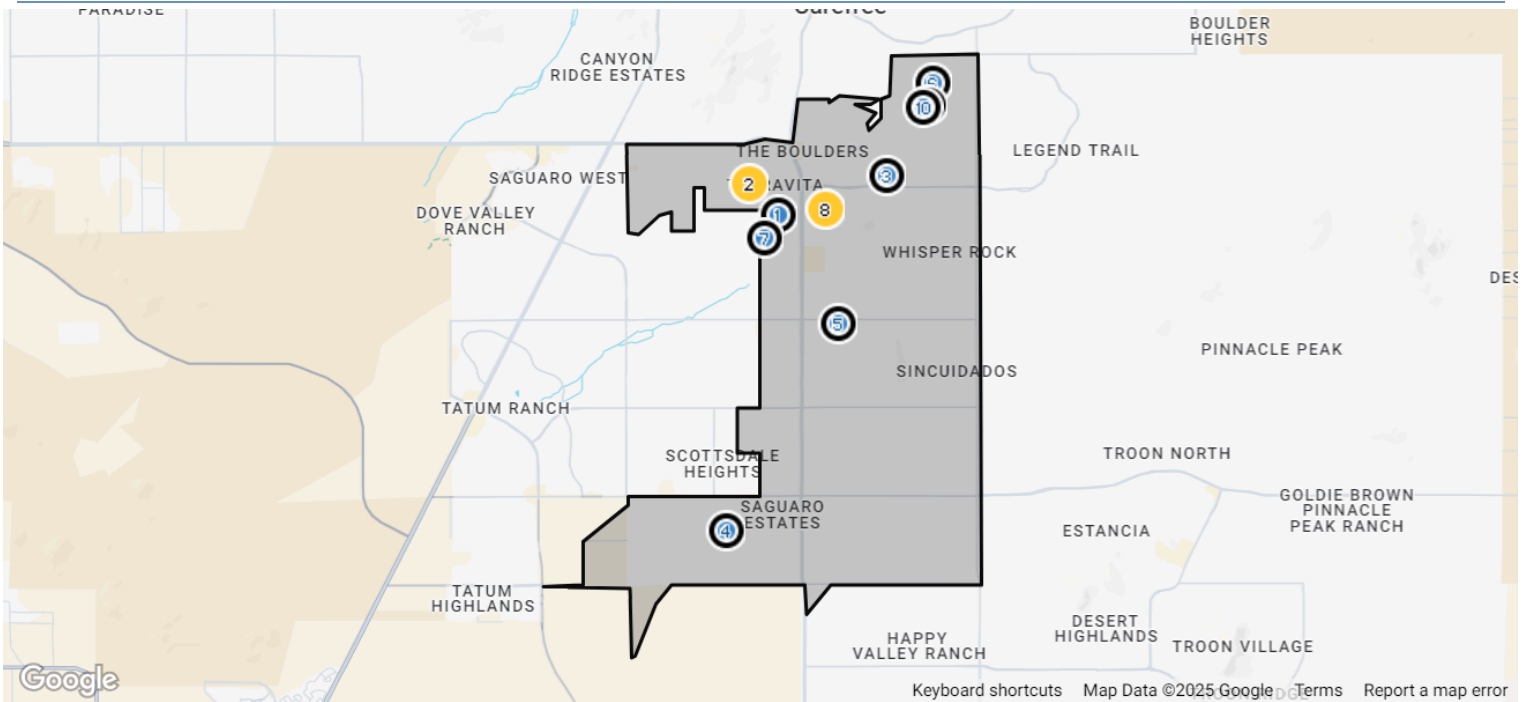 PARADISE
Carefree
BOULDER
HEIGHTS
CANYON
RIDGE ESTATES
6
10
THE BOULDERS
LEGEND TRAIL
3
SAGUARO WEST
2
RAVITA
DOVE VALLEY
RANCH
1
8
7
WHISPER ROCK
DES
5
PINNACLE PEAK
SINCUIDADOS
TATUM RANCH
SCOTTSDALE
HEIGHTS
TROON NORTH
GOLDIE BROWN
PINNACLE
PEAK RANCH
SAGUARO
ESTATES
4
ESTANCIA
TATUM
HIGHLANDS
DESERT
HIGHLANDS
HAPPY
VALLEY RANCH
TROON VILLAGE
Google
Keyboard shortcuts Map Data ©2025 Google Terms Report a map error